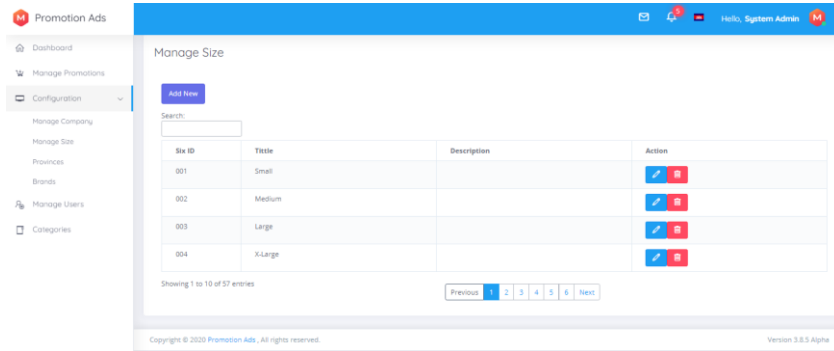 M Promotion Ads
5
Hello, System Admin M
Dashboard
Manage Promotions
Configuration
Manage Company
Manage Size
Provinces
Brands
Manage Users
Categories
Manage Size
Add New
Search:
Six ID Tittle Description Action
001 Small
002 Medium
003 Large
004 X-Large
Showing 1 to 10 of 57 entries
Previous 1 2 3 4 5 6 Next
Copyright © 2020 Promotion Ads , All rights reserved.
Version 3.8.5 Alpha